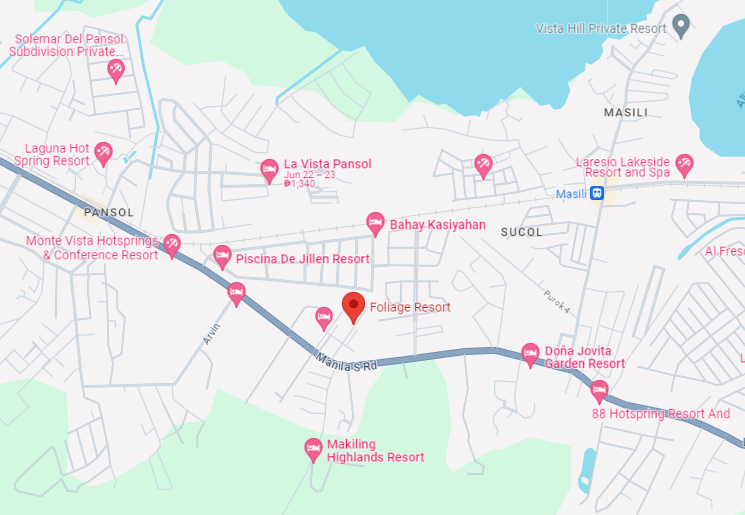 Solemar Del Pansol
Subdivision Private...
Vista Hill Private Resort
MASILI
Laguna Hot
Spring Resort
La Vista Pansol
Jun 22 – 23
₱1,340
Laresio Lakeside
Resort and Spa
Masili
PANSOL
Bahay Kasiyahan
SUCOL
Monte Vista Hotsprings
& Conference Resort
Piscina De Jillen Resort
Al Fresc
Purok 4
Foliage Resort
Arvin
Manila S Rd
Doña Jovita
Garden Resort
88 Hotspring Resort And
Makiling
Highlands Resort